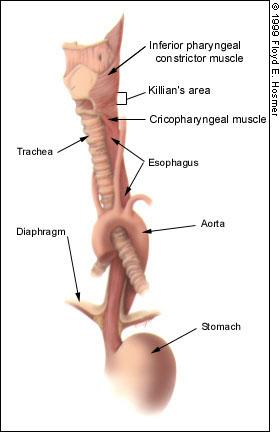 Inferior pharyngeal
constrictor muscle
Killian's area
Cricopharyngeal muscle
Trachea
Esophagus
Aorta
Diaphragm
Stomach
© 1999 Floyd E. Hosmer